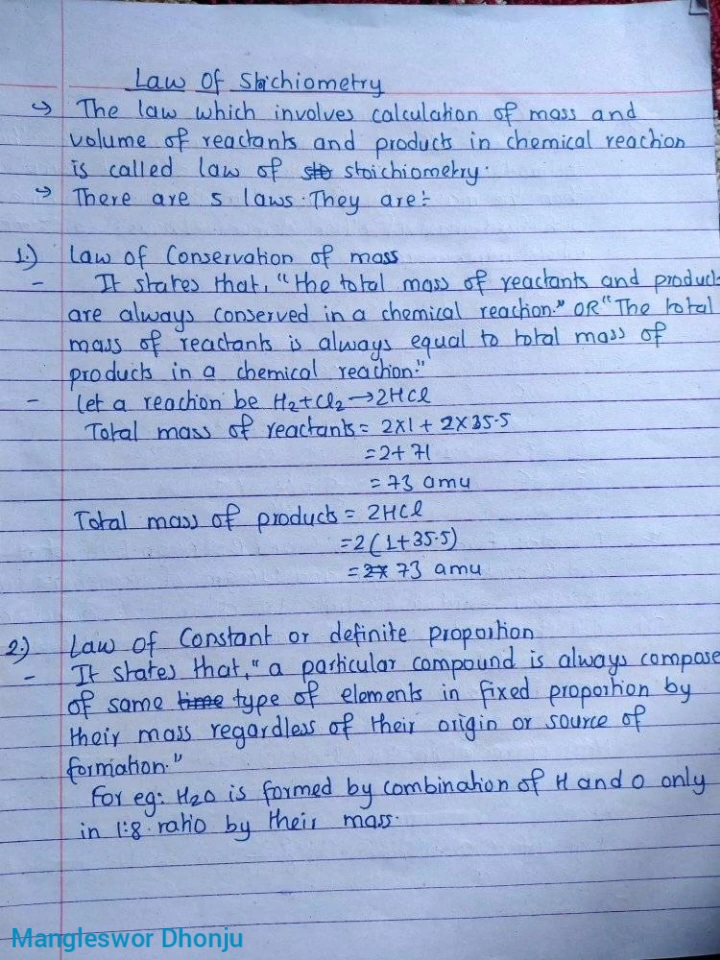 Law Of Stoichiometry
→ The law which involves calculation of mass and
volume of reactants and products in chemical reaction
is called law of sto stoichiometry.
→ There are 5 laws. They are:-
1.) Law of Conservation of mass
- It states that, "the total mass of reactants and product
are always conserved in a chemical reaction." OR "The total
mass of reactants is always equal to total mass of
products in a chemical reaction."
- Let a reaction be H₂+Cl₂→2HCl
Total mass of reactants = 2×1 + 2×35.5
= 2+71
= 73 amu
Total mass of products = 2HCl
= 2(1+35.5)
= 2× 73 amu
2.) Law of Constant or definite proportion
- It states that, "a particular compound is always compose
of same time type of elements in fixed proportion by
their mass regardless of their origin or source of
formation."
For eg: H₂O is formed by combination of H and O only
in 1:8 ratio by their mass.
Mangleswor Dhonju